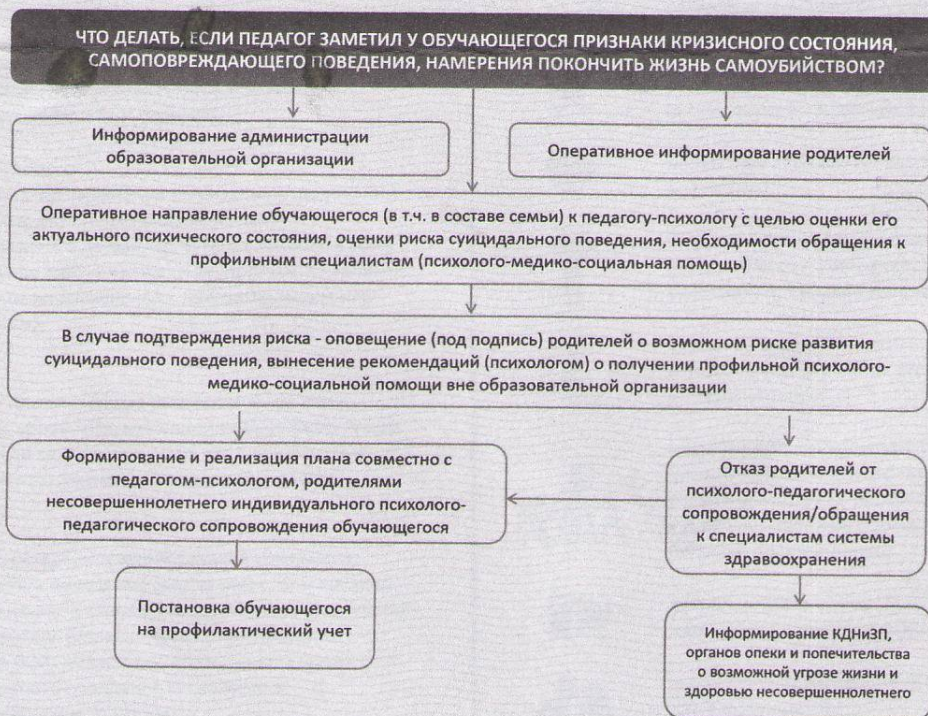 ЧТО ДЕЛАТЬ, ЕСЛИ ПЕДАГОГ ЗАМЕТИЛ У ОБУЧАЮЩЕГОСЯ ПРИЗНАКИ КРИЗИСНОГО СОСТОЯНИЯ,
САМОПОВРЕЖДАЮЩЕГО ПОВЕДЕНИЯ, НАМЕРЕНИЯ ПОКОНЧИТЬ ЖИЗНЬ САМОУБИЙСТВОМ?
Информирование администрации
образовательной организации
Оперативное информирование родителей
Оперативное направление обучающегося (в т.ч. в составе семьи) к педагогу-психологу с целью оценки его
актуального психического состояния, оценки риска суицидального поведения, необходимости обращения к
профильным специалистам (психолого-медико-социальная помощь)
В случае подтверждения риска - оповещение (под подпись) родителей о возможном риске развития
суицидального поведения, вынесение рекомендаций (психологом) о получении профильной психолого-
медико-социальной помощи вне образовательной организации
Формирование и реализация плана совместно с
педагогом-психологом, родителями
несовершеннолетнего индивидуального психолого-
педагогического сопровождения обучающегося
Отказ родителей от
психолого-педагогического
сопровождения/обращения
к специалистам системы
здравоохранения
Постановка обучающегося
на профилактический учет
Информирование КДНиЗП,
органов опеки и попечительства
о возможной угрозе жизни и
здоровью несовершеннолетнего